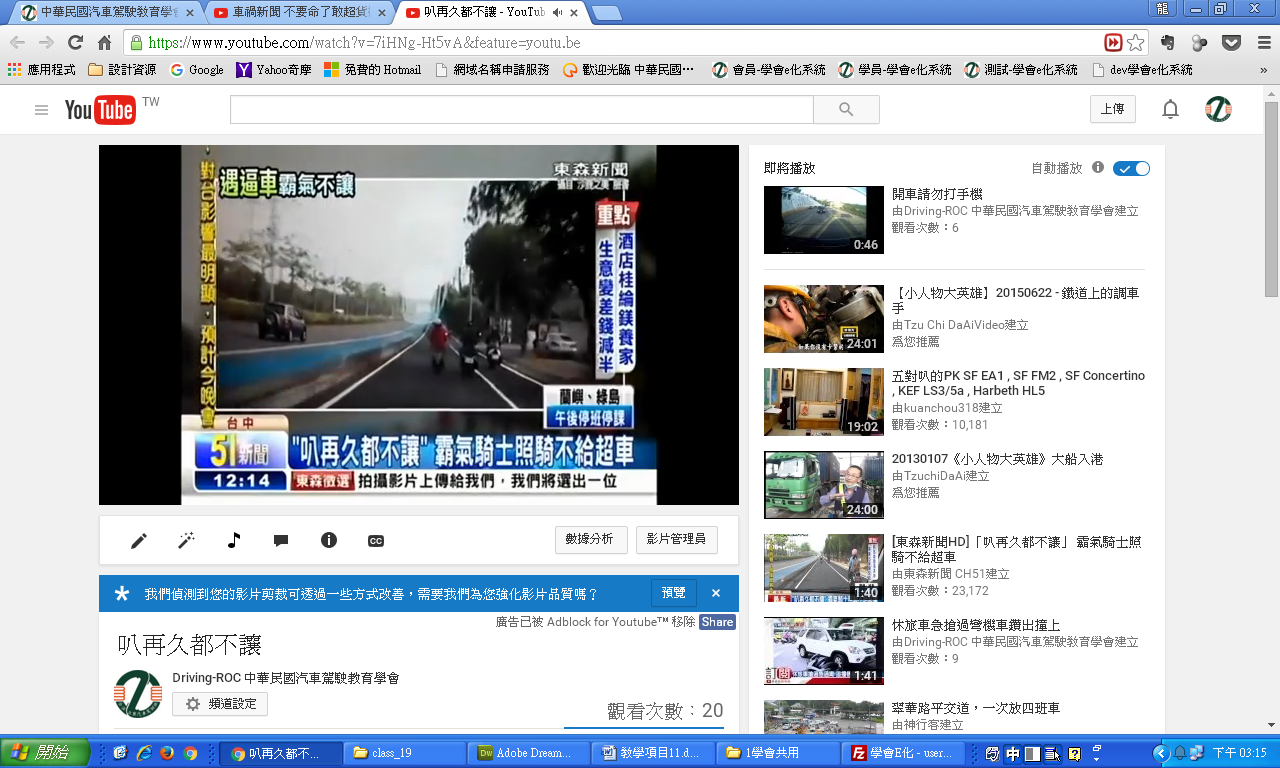 中華民國汽車駕駛教育學會
車禍新聞 不要命了敢超貨
叭再久都不讓 - YouTub
龍
https://www.youtube.com/watch?v=7iHNg-Ht5vA&feature=youtu.be
應用程式
設計資源
Google
Yahoo奇摩
免費的 Hotmail
網域名稱申請服務
歡迎光臨 中華民國⋯
會員-學會e化系統
學員-學會e化系統
測試-學會e化系統
dev學會e化系統
»
YouTube TW
上傳
對台影響最明顯,預計今晚會
遇逼車霸氣不讓
東森新聞
重點
酒店桂綸鎂養家
生意變差錢減半
蘭嶼、綠島
午後停班停課
台中
51新聞
"叭再久都不讓" 霸氣騎士照騎不給超車
12:14
東森徵選 拍攝影片上傳給我們,我們將選出一位
數據分析
影片管理員
我們偵測到您的影片剪裁可透過一些方式改善,需要我們為您強化影片品質嗎?
預覽
廣告已被 Adblock for Youtube™ 移除 Share
叭再久都不讓
Driving-ROC 中華民國汽車駕駛教育學會
頻道設定
觀看次數:20
即將播放
自動播放
開車請勿打手機
由Driving-ROC 中華民國汽車駕駛教育學會建立
觀看次數:6
0:46
【小人物大英雄】20150622 - 鐵道上的調車
手
由Tzu Chi DaAiVideo建立
為您推薦
24:01
五對叭的PK SF EA1 , SF FM2 , SF Concertino
, KEF LS3/5a , Harbeth HL5
由kuanchou318建立
觀看次數:10,181
19:02
20130107《小人物大英雄》大船入港
由TzuchiDaAi建立
為您推薦
24:00
[東森新聞HD]「叭再久都不讓」 霸氣騎士照
騎不給超車
由東森新聞 CH51建立
觀看次數:23,172
1:40
休旅車急搶過彎機車鑽出撞上
由Driving-ROC 中華民國汽車駕駛教育學會建立
觀看次數:9
訂閱
1:41
翠華路平交道,一次放四班車
由神行容建立
開始
叭再久都不...
class_19
Adobe Dream...
教學項目11.d...
1學會共用
學會E化 - user...
中
下午 03:15